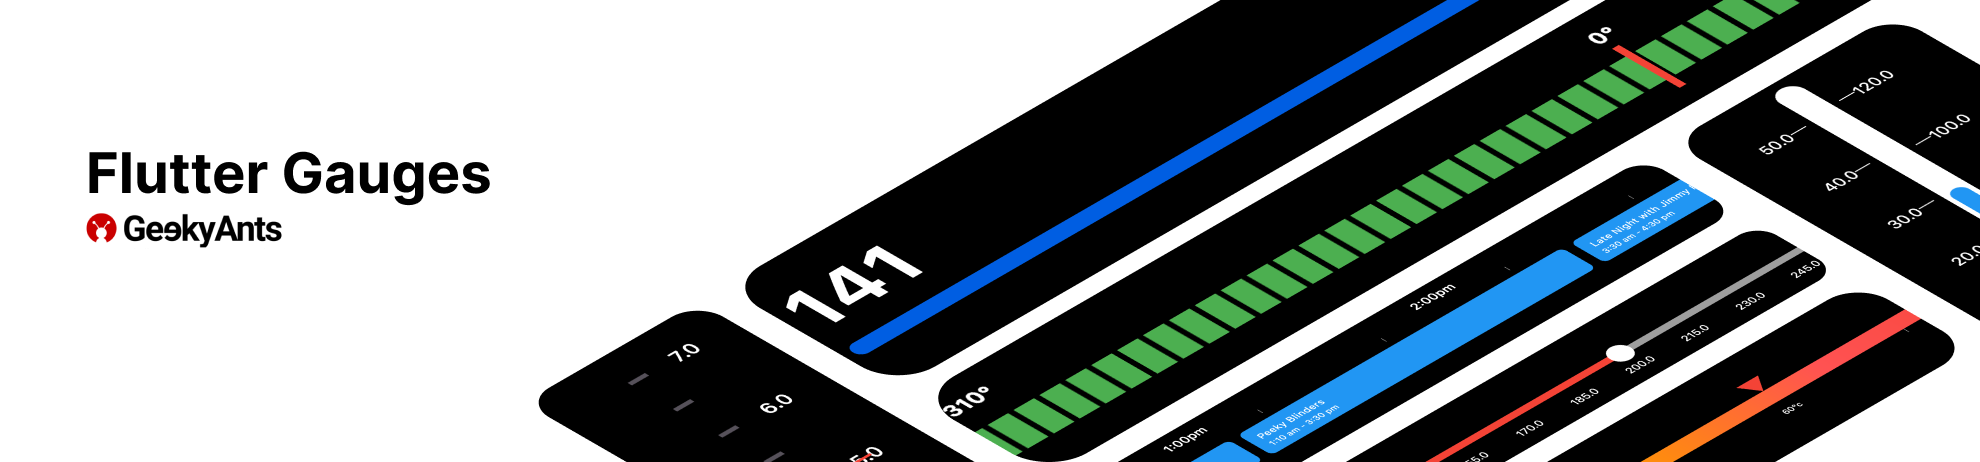 Flutter Gauges
GeekyAnts
7.0
6.0
5.0
141
0°
310°
1:00pm
2:00pm
Peeky Blinders
1:10 am - 3:30 pm
Late Night with Jimmy
3:30 am - 4:30 pm
170.0
185.0
200.0
215.0
230.0
245.0
60°c
120.0
100.0
50.0
40.0
30.0
20.0